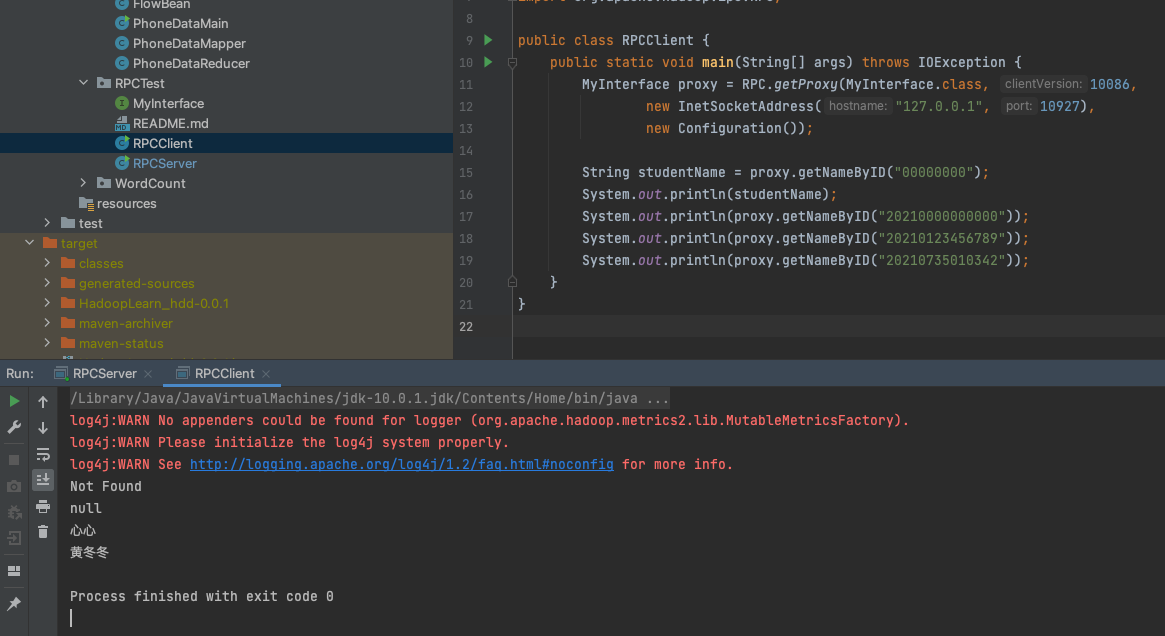 FlowBean
PhoneDataMain
PhoneDataMapper
PhoneDataReducer
RPCTest
MyInterface
README.md
RPCClient
RPCServer
WordCount
resources
test
target
classes
generated-sources
HadoopLearn_hdd-0.0.1
maven-archiver
maven-status
8
9 public class RPCClient {
10 public static void main(String[] args) throws IOException {
11 MyInterface proxy = RPC.getProxy(MyInterface.class, clientVersion: 10086,
12 new InetSocketAddress( hostname: "127.0.0.1", port: 10927),
13 new Configuration());
14
15 String studentName = proxy.getNameByID("00000000");
16 System.out.println(studentName);
17 System.out.println(proxy.getNameByID("20210000000000"));
18 System.out.println(proxy.getNameByID("20210123456789"));
19 System.out.println(proxy.getNameByID("20210735010342"));
20 }
21 }
22
Run: RPCServer × RPCClient ×
/Library/Java/JavaVirtualMachines/jdk-10.0.1.jdk/Contents/Home/bin/java ...
log4j:WARN No appenders could be found for logger (org.apache.hadoop.metrics2.lib.MutableMetricsFactory).
log4j:WARN Please initialize the log4j system properly.
log4j:WARN See http://logging.apache.org/log4j/1.2/faq.html#noconfig for more info.
Not Found
null
心心
黄冬冬
Process finished with exit code 0